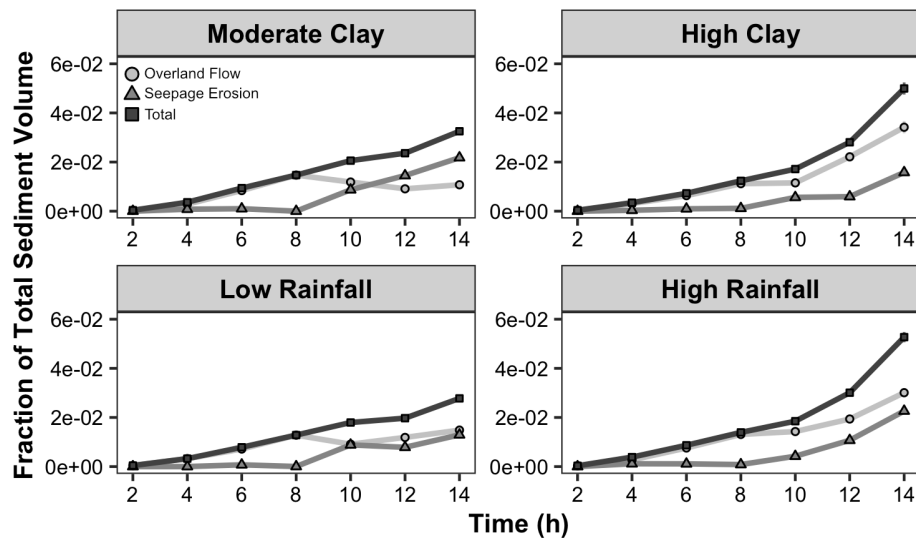 Moderate Clay
High Clay
6e-02
4e-02
2e-02
0e+00
Overland Flow
Seepage Erosion
Total
2 4 6 8 10 12 14
6e-02
4e-02
2e-02
0e+00
2 4 6 8 10 12 14
Low Rainfall
High Rainfall
6e-02
4e-02
2e-02
0e+00
2 4 6 8 10 12 14
6e-02
4e-02
2e-02
0e+00
2 4 6 8 10 12 14
Fraction of Total Sediment Volume
Time (h)